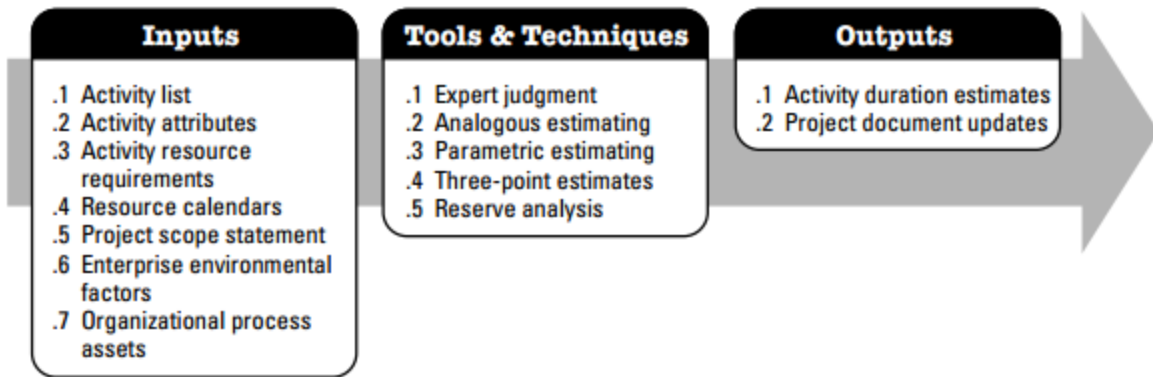 Inputs
.1 Activity list
.2 Activity attributes
.3 Activity resource
requirements
.4 Resource calendars
.5 Project scope statement
.6 Enterprise environmental
factors
.7 Organizational process
assets
Tools & Techniques
.1 Expert judgment
.2 Analogous estimating
.3 Parametric estimating
.4 Three-point estimates
.5 Reserve analysis
Outputs
.1 Activity duration estimates
.2 Project document updates